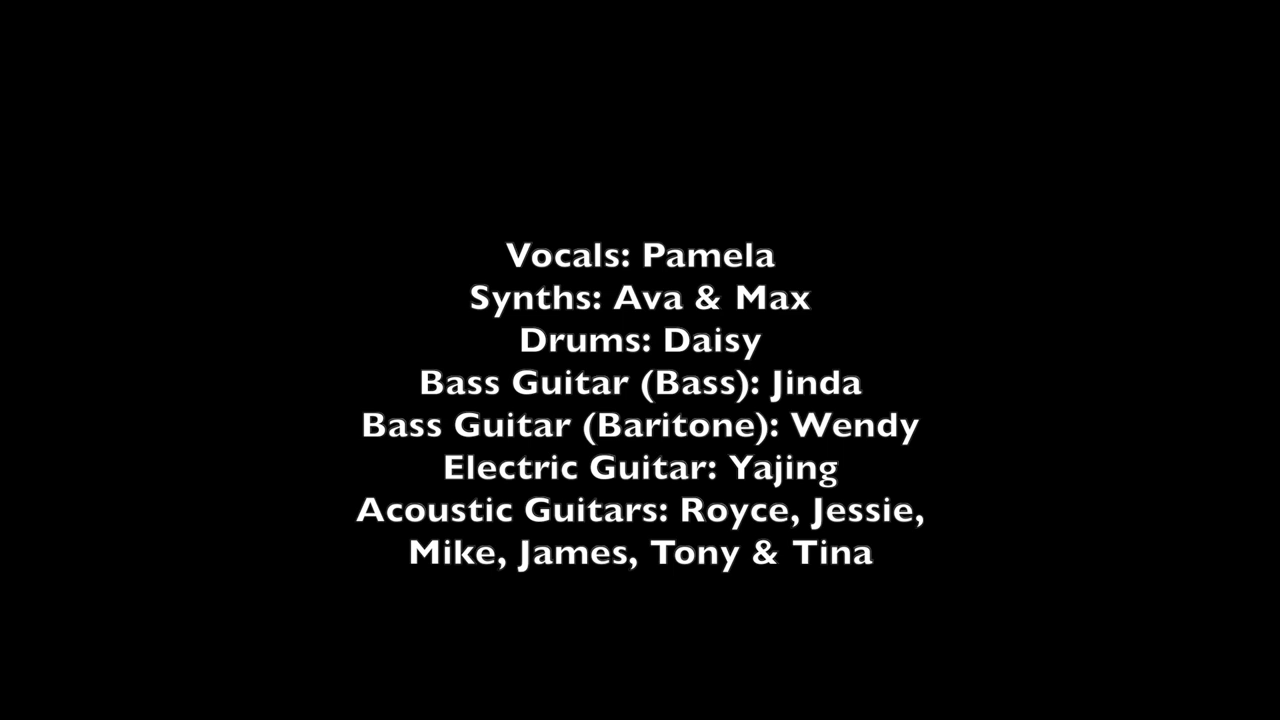 Vocals: Pamela
Synths: Ava & Max
Drums: Daisy
Bass Guitar (Bass): Jinda
Bass Guitar (Baritone): Wendy
Electric Guitar: Yajing
Acoustic Guitars: Royce, Jessie,
Mike, James, Tony & Tina